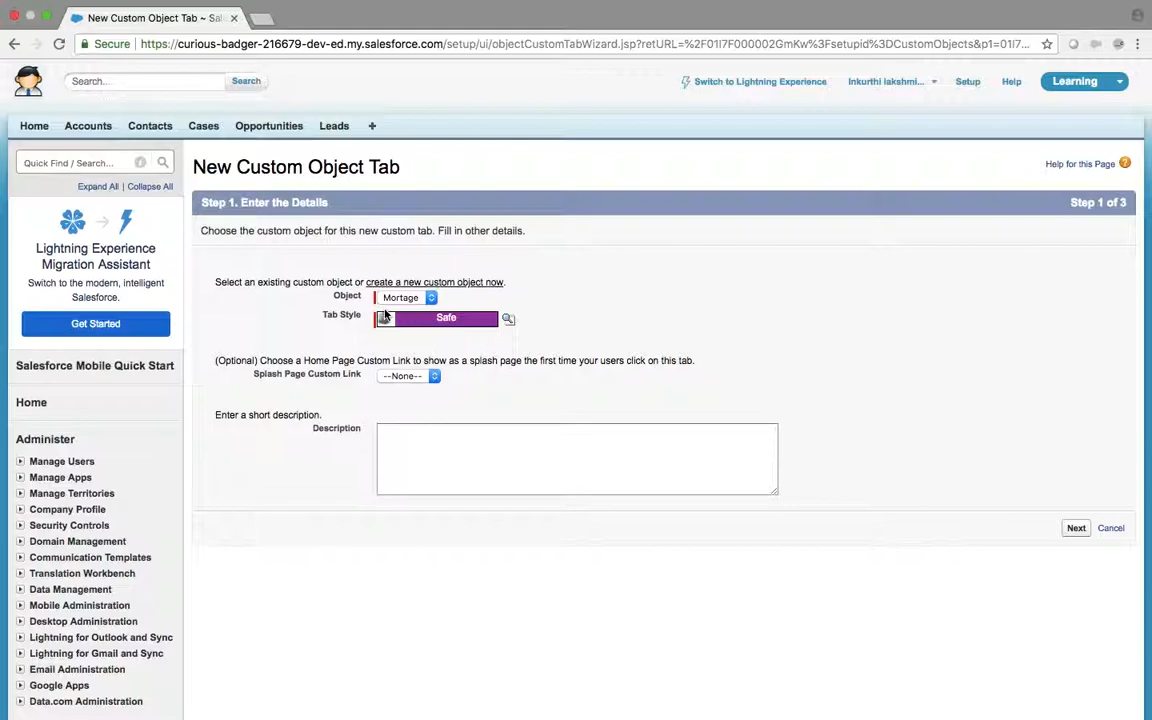 New Custom Object Tab ~ Sale
Secure https://curious-badger-216679-dev-ed.my.salesforce.com/setup/ui/objectCustomTabWizard.jsp?retURL=%2F01I7F000002GmKw%3Fsetupid%3DCustomObjects&p1=01I7...
Search...
Search
Switch to Lightning Experience
Inkurthi lakshmi...
Setup
Help
Learning
Home Accounts Contacts Cases Opportunities Leads +
Quick Find / Search...
Expand All | Collapse All
Lightning Experience
Migration Assistant
Switch to the modern, intelligent
Salesforce.
Get Started
Salesforce Mobile Quick Start
Home
Administer
Manage Users
Manage Apps
Manage Territories
Company Profile
Security Controls
Domain Management
Communication Templates
Translation Workbench
Data Management
Mobile Administration
Desktop Administration
Lightning for Outlook and Sync
Lightning for Gmail and Sync
Email Administration
Google Apps
Data.com Administration
New Custom Object Tab
Help for this Page ?
Step 1. Enter the Details
Step 1 of 3
Choose the custom object for this new custom tab. Fill in other details.
Select an existing custom object or create a new custom object now.
Object Mortage
Tab Style Safe
(Optional) Choose a Home Page Custom Link to show as a splash page the first time your users click on this tab.
Splash Page Custom Link --None--
Enter a short description.
Description
Next Cancel